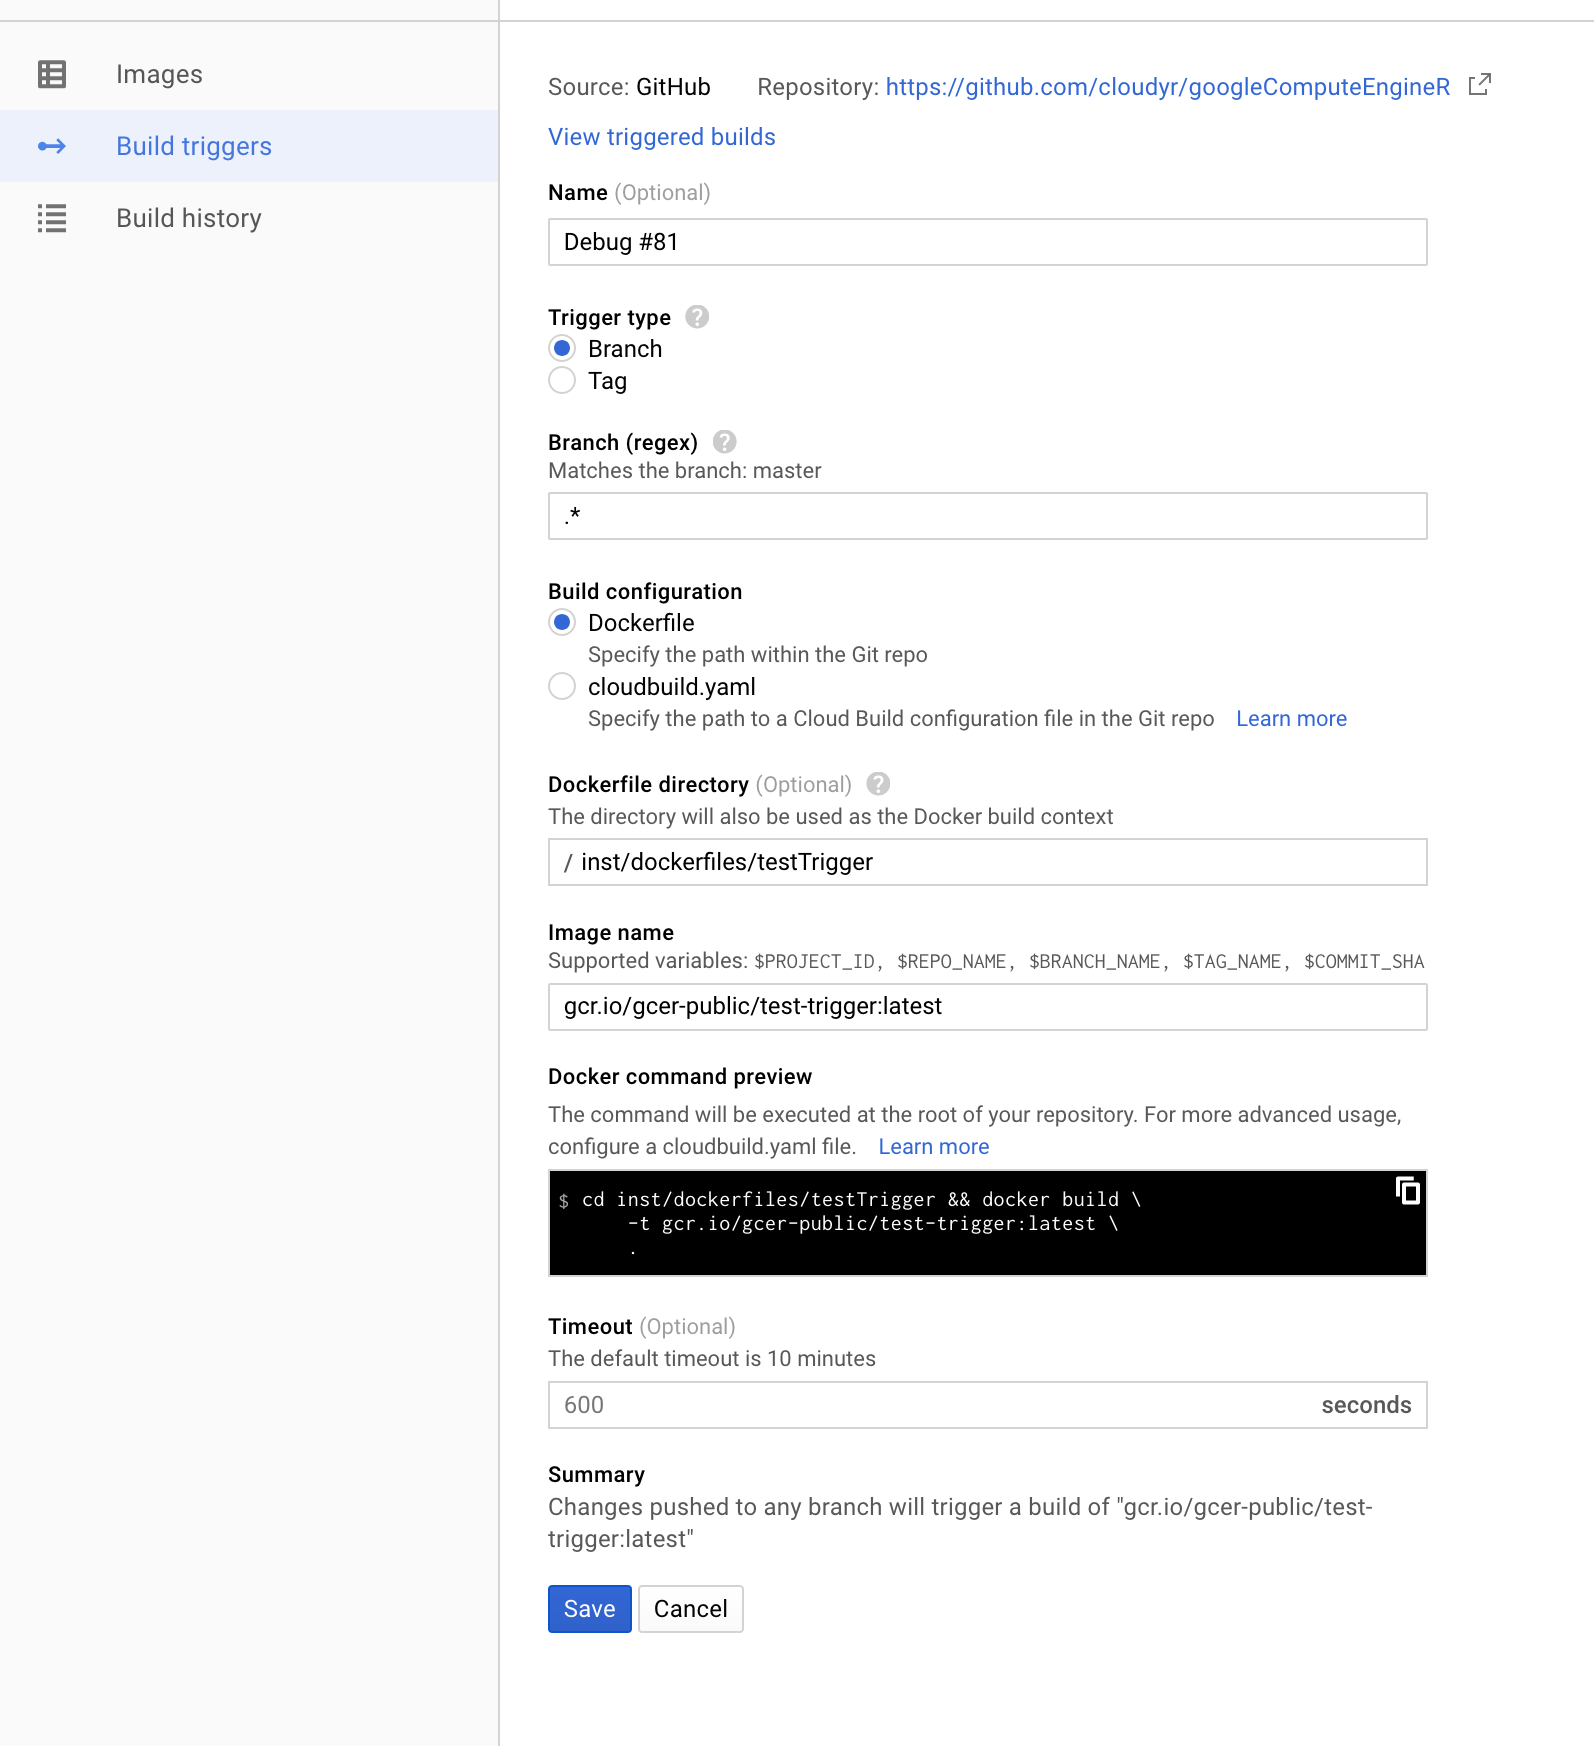 Images
Build triggers
Build history
Source: GitHub Repository: https://github.com/cloudyr/googleComputeEngineR
View triggered builds
Name (Optional)
Debug #81
Trigger type ?
Branch
Tag
Branch (regex) ?
Matches the branch: master
.*
Build configuration
Dockerfile
Specify the path within the Git repo
cloudbuild.yaml
Specify the path to a Cloud Build configuration file in the Git repo Learn more
Dockerfile directory (Optional) ?
The directory will also be used as the Docker build context
/ inst/dockerfiles/testTrigger
Image name
Supported variables: $PROJECT_ID, $REPO_NAME, $BRANCH_NAME, $TAG_NAME, $COMMIT_SHA
gcr.io/gcer-public/test-trigger:latest
Docker command preview
The command will be executed at the root of your repository. For more advanced usage,
configure a cloudbuild.yaml file. Learn more
$ cd inst/dockerfiles/testTrigger && docker build \
-t gcr.io/gcer-public/test-trigger:latest \
.
Timeout (Optional)
The default timeout is 10 minutes
600 seconds
Summary
Changes pushed to any branch will trigger a build of "gcr.io/gcer-public/test-
trigger:latest"
Save Cancel